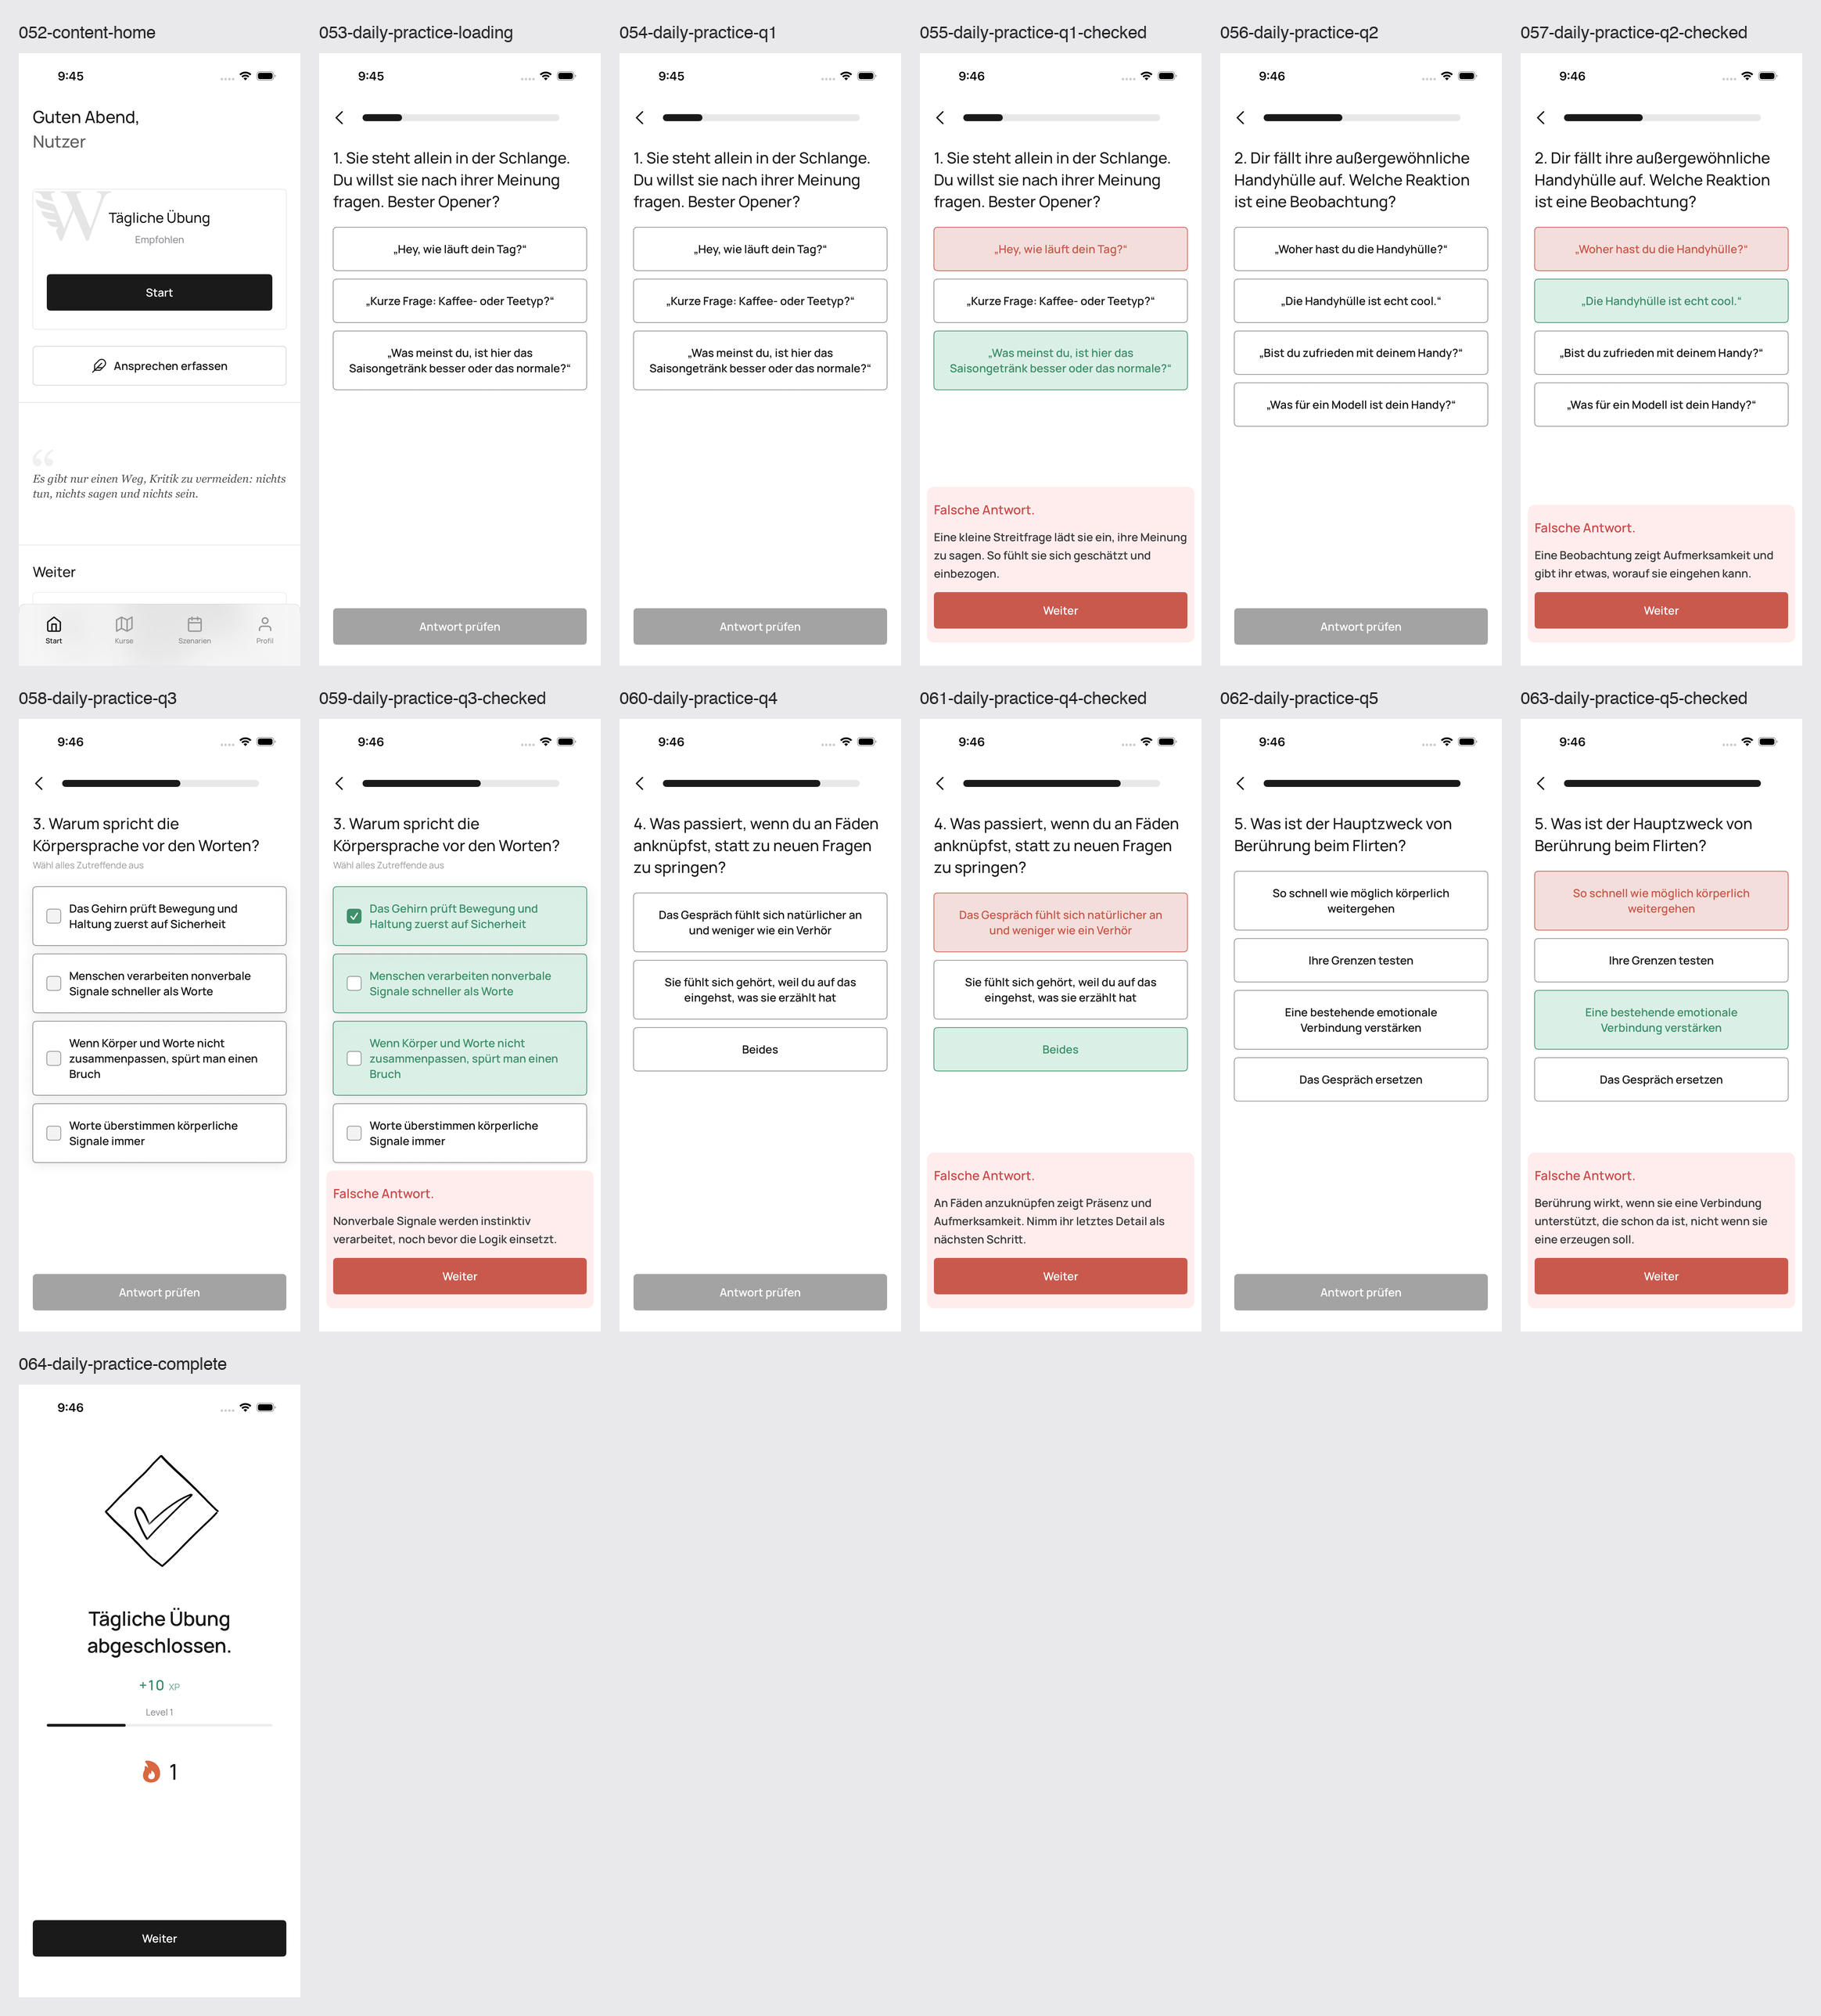 052-content-home
9:45
Guten Abend,
Nutzer
W
Tägliche Übung
Empfohlen
Start
Ansprechen erfassen
“
Es gibt nur einen Weg, Kritik zu vermeiden: nichts
tun, nichts sagen und nichts sein.
Weiter
Start
Kurse
Szenarien
Profil
053-daily-practice-loading
9:45
1. Sie steht allein in der Schlange.
Du willst sie nach ihrer Meinung
fragen. Bester Opener?
„Hey, wie läuft dein Tag?“
„Kurze Frage: Kaffee- oder Teetyp?“
„Was meinst du, ist hier das
Saisongetränk besser oder das normale?“
Antwort prüfen
054-daily-practice-q1
9:45
1. Sie steht allein in der Schlange.
Du willst sie nach ihrer Meinung
fragen. Bester Opener?
„Hey, wie läuft dein Tag?“
„Kurze Frage: Kaffee- oder Teetyp?“
„Was meinst du, ist hier das
Saisongetränk besser oder das normale?“
Antwort prüfen
055-daily-practice-q1-checked
9:46
1. Sie steht allein in der Schlange.
Du willst sie nach ihrer Meinung
fragen. Bester Opener?
„Hey, wie läuft dein Tag?“
„Kurze Frage: Kaffee- oder Teetyp?“
„Was meinst du, ist hier das
Saisongetränk besser oder das normale?“
Falsche Antwort.
Eine kleine Streitfrage lädt sie ein, ihre Meinung
zu sagen. So fühlt sie sich geschätzt und
einbezogen.
Weiter
056-daily-practice-q2
9:46
2. Dir fällt ihre außergewöhnliche
Handyhülle auf. Welche Reaktion
ist eine Beobachtung?
„Woher hast du die Handyhülle?“
„Die Handyhülle ist echt cool.“
„Bist du zufrieden mit deinem Handy?“
„Was für ein Modell ist dein Handy?“
Antwort prüfen
057-daily-practice-q2-checked
9:46
2. Dir fällt ihre außergewöhnliche
Handyhülle auf. Welche Reaktion
ist eine Beobachtung?
„Woher hast du die Handyhülle?“
„Die Handyhülle ist echt cool.“
„Bist du zufrieden mit deinem Handy?“
„Was für ein Modell ist dein Handy?“
Falsche Antwort.
Eine Beobachtung zeigt Aufmerksamkeit und
gibt ihr etwas, worauf sie eingehen kann.
Weiter
058-daily-practice-q3
9:46
3. Warum spricht die
Körpersprache vor den Worten?
Wähl alles Zutreffende aus
Das Gehirn prüft Bewegung und
Haltung zuerst auf Sicherheit
Menschen verarbeiten nonverbale
Signale schneller als Worte
Wenn Körper und Worte nicht
zusammenpassen, spürt man einen
Bruch
Worte überstimmen körperliche
Signale immer
Antwort prüfen
059-daily-practice-q3-checked
9:46
3. Warum spricht die
Körpersprache vor den Worten?
Wähl alles Zutreffende aus
Das Gehirn prüft Bewegung und
Haltung zuerst auf Sicherheit
Menschen verarbeiten nonverbale
Signale schneller als Worte
Wenn Körper und Worte nicht
zusammenpassen, spürt man einen
Bruch
Worte überstimmen körperliche
Signale immer
Falsche Antwort.
Nonverbale Signale werden instinktiv
verarbeitet, noch bevor die Logik einsetzt.
Weiter
060-daily-practice-q4
9:46
4. Was passiert, wenn du an Fäden
anknüpfst, statt zu neuen Fragen
zu springen?
Das Gespräch fühlt sich natürlicher an
und weniger wie ein Verhör
Sie fühlt sich gehört, weil du auf das
eingehst, was sie erzählt hat
Beides
Antwort prüfen
061-daily-practice-q4-checked
9:46
4. Was passiert, wenn du an Fäden
anknüpfst, statt zu neuen Fragen
zu springen?
Das Gespräch fühlt sich natürlicher an
und weniger wie ein Verhör
Sie fühlt sich gehört, weil du auf das
eingehst, was sie erzählt hat
Beides
Falsche Antwort.
An Fäden anzuknüpfen zeigt Präsenz und
Aufmerksamkeit. Nimm ihr letztes Detail als
nächsten Schritt.
Weiter
062-daily-practice-q5
9:46
5. Was ist der Hauptzweck von
Berührung beim Flirten?
So schnell wie möglich körperlich
weitergehen
Ihre Grenzen testen
Eine bestehende emotionale
Verbindung verstärken
Das Gespräch ersetzen
Antwort prüfen
063-daily-practice-q5-checked
9:46
5. Was ist der Hauptzweck von
Berührung beim Flirten?
So schnell wie möglich körperlich
weitergehen
Ihre Grenzen testen
Eine bestehende emotionale
Verbindung verstärken
Das Gespräch ersetzen
Falsche Antwort.
Berührung wirkt, wenn sie eine Verbindung
unterstützt, die schon da ist, nicht wenn sie
eine erzeugen soll.
Weiter
064-daily-practice-complete
9:46
Tägliche Übung
abgeschlossen.
+10 XP
Level 1
1
Weiter